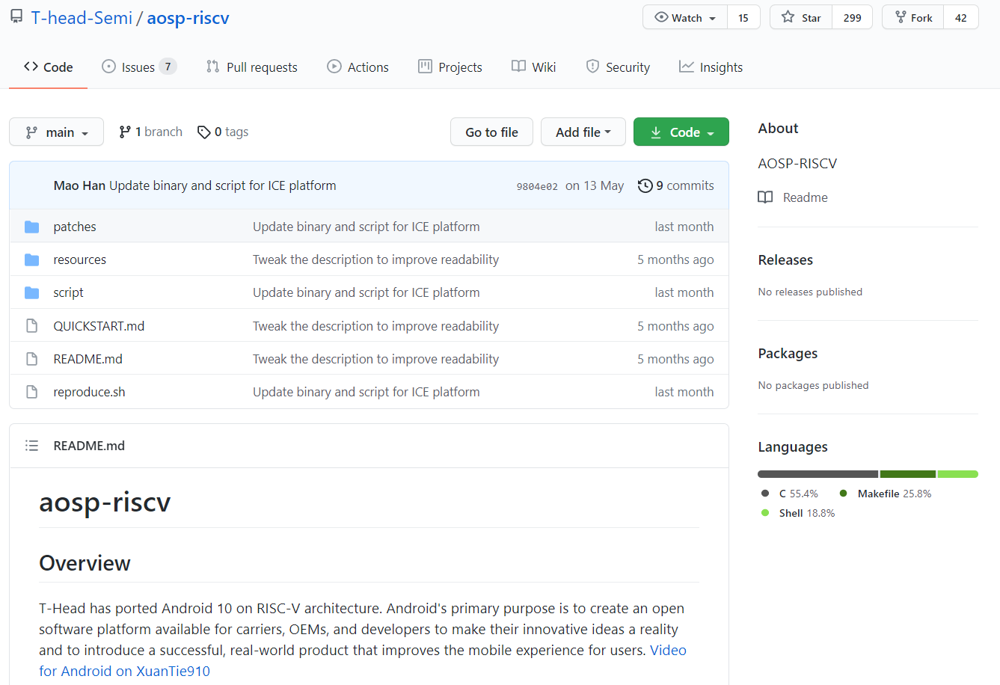 T-head-Semi / aosp-riscv
Watch 15 Star 299 Fork 42
Code Issues 7 Pull requests Actions Projects Wiki Security Insights
main 1 branch 0 tags Go to file Add file Code
Mao Han Update binary and script for ICE platform 9804e02 on 13 May 9 commits
patches Update binary and script for ICE platform last month
resources Tweak the description to improve readability 5 months ago
script Update binary and script for ICE platform last month
QUICKSTART.md Tweak the description to improve readability 5 months ago
README.md Tweak the description to improve readability 5 months ago
reproduce.sh Update binary and script for ICE platform last month
README.md
aosp-riscv
Overview
T-Head has ported Android 10 on RISC-V architecture. Android's primary purpose is to create an open
software platform available for carriers, OEMs, and developers to make their innovative ideas a reality
and to introduce a successful, real-world product that improves the mobile experience for users. Video
for Android on XuanTie910
About
AOSP-RISCV
Readme
Releases
No releases published
Packages
No packages published
Languages
C 55.4% Makefile 25.8%
Shell 18.8%